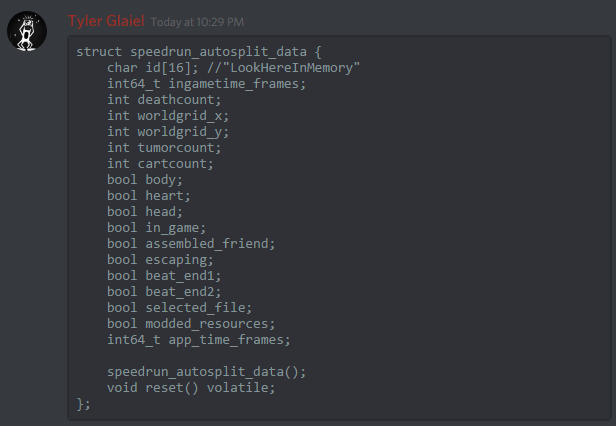 Tyler Glaiel Today at 10:29 PM
struct speedrun_autosplit_data {
    char id[16]; //"LookHereInMemory"
    int64_t ingametime_frames;
    int deathcount;
    int worldgrid_x;
    int worldgrid_y;
    int tumorcount;
    int cartcount;
    bool body;
    bool heart;
    bool head;
    bool in_game;
    bool assembled_friend;
    bool escaping;
    bool beat_end1;
    bool beat_end2;
    bool selected_file;
    bool modded_resources;
    int64_t app_time_frames;

    speedrun_autosplit_data();
    void reset() volatile;
};